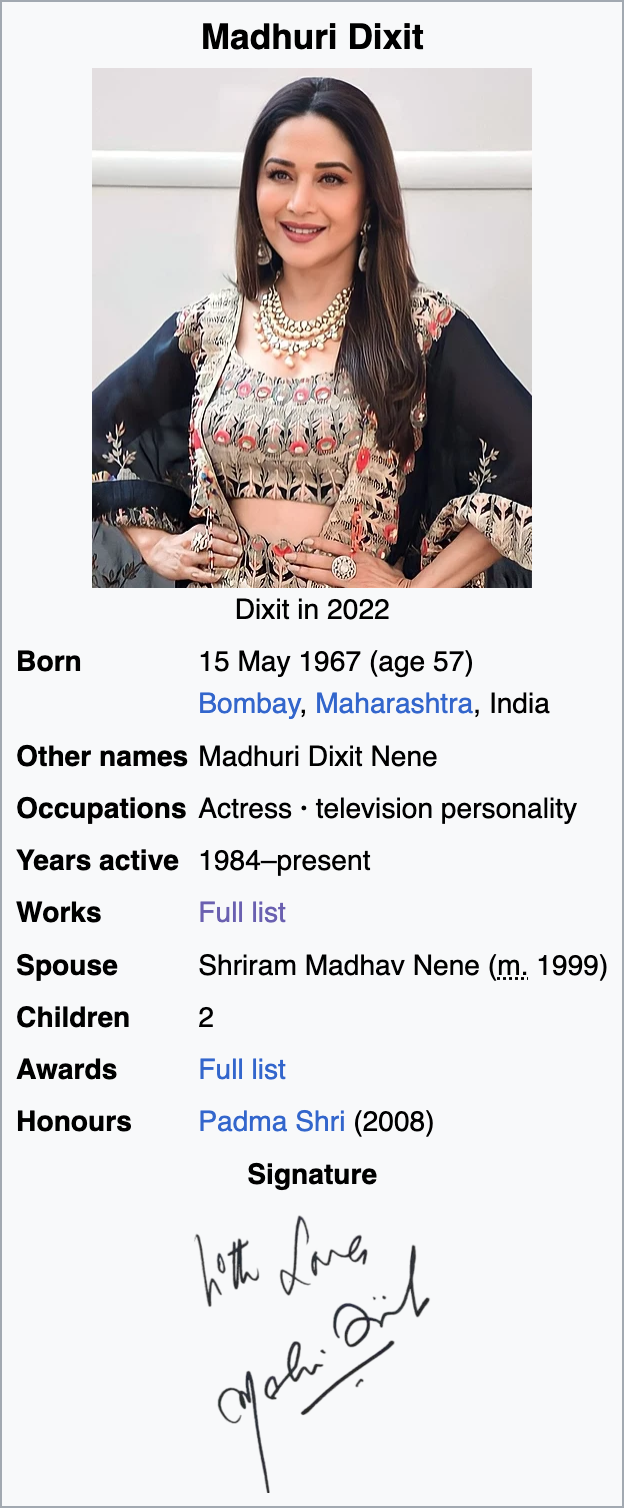 Madhuri Dixit
Dixit in 2022
Born 15 May 1967 (age 57)
Bombay, Maharashtra, India
Other names Madhuri Dixit Nene
Occupations Actress · television personality
Years active 1984–present
Works Full list
Spouse Shriram Madhav Nene (m. 1999)
Children 2
Awards Full list
Honours Padma Shri (2008)
Signature
With Love
Dixit